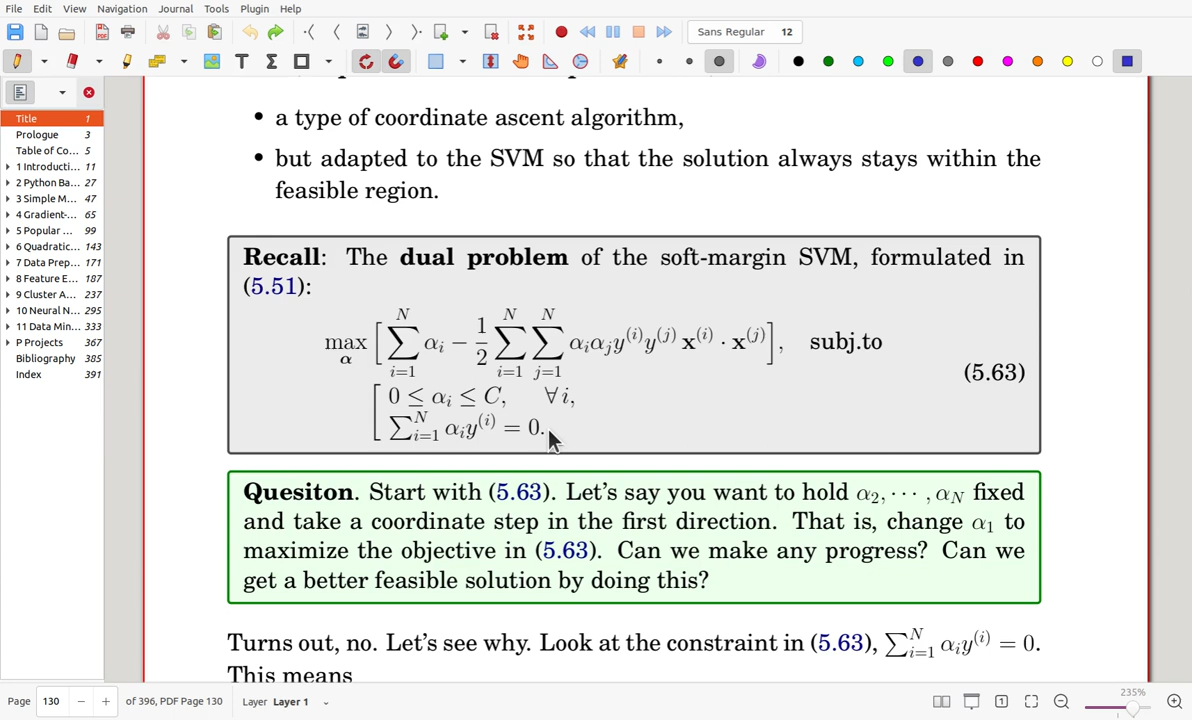 File Edit View Navigation Journal Tools Plugin Help
Sans Regular 12
Title 1
Prologue 3
Table of Co... 5
1 Introducti... 11
2 Python Ba... 27
3 Simple M... 47
4 Gradient-... 65
5 Popular ... 99
6 Quadratic... 143
7 Data Prep... 171
8 Feature E... 187
9 Cluster A... 237
10 Neural N... 295
11 Data Min... 333
P Projects 367
Bibliography 385
Index 391
• a type of coordinate ascent algorithm,
• but adapted to the SVM so that the solution always stays within the
feasible region.
Recall: The dual problem of the soft-margin SVM, formulated in
(5.51):
max_α [ ∑_{i=1}^N α_i − 1/2 ∑_{i=1}^N ∑_{j=1}^N α_i α_j y^{(i)} y^{(j)} x^{(i)} · x^{(j)} ], subj.to
(5.63)
[ 0 ≤ α_i ≤ C, ∀ i,
∑_{i=1}^N α_i y^{(i)} = 0.
Quesiton. Start with (5.63). Let's say you want to hold α_2, ⋯ , α_N fixed
and take a coordinate step in the first direction. That is, change α_1 to
maximize the objective in (5.63). Can we make any progress? Can we
get a better feasible solution by doing this?
Turns out, no. Let's see why. Look at the constraint in (5.63), ∑_{i=1}^N α_i y^{(i)} = 0.
This means
Page 130 − + of 396, PDF Page 130 Layer Layer 1 235%